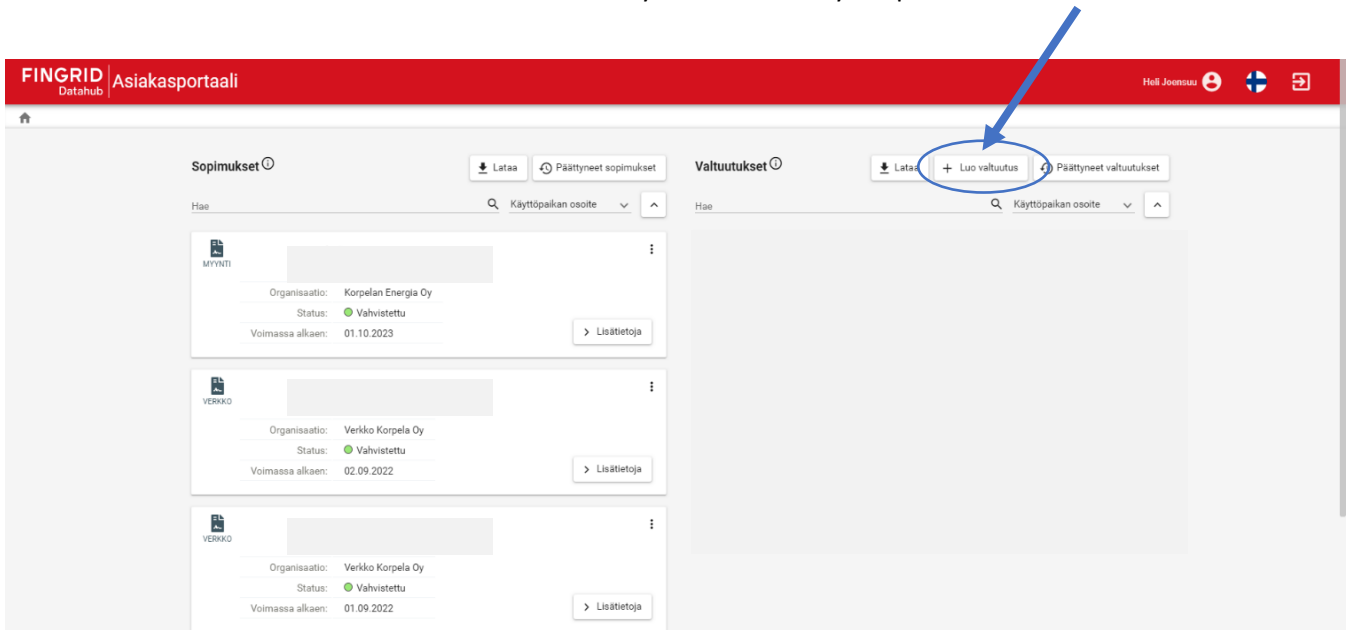 FINGRID
Datahub
Asiakasportaali
Heli Joensuu
Sopimukset
Lataa
Päättyneet sopimukset
Hae
Käyttöpaikan osoite
MYYNTI
Organisaatio: Korpelan Energia Oy
Status: Vahvistettu
Voimassa alkaen: 01.10.2023
Lisätietoja
VERKKO
Organisaatio: Verkko Korpela Oy
Status: Vahvistettu
Voimassa alkaen: 02.09.2022
Lisätietoja
VERKKO
Organisaatio: Verkko Korpela Oy
Status: Vahvistettu
Voimassa alkaen: 01.09.2022
Lisätietoja
Valtuutukset
Lataa
+ Luo valtuutus
Päättyneet valtuutukset
Hae
Käyttöpaikan osoite